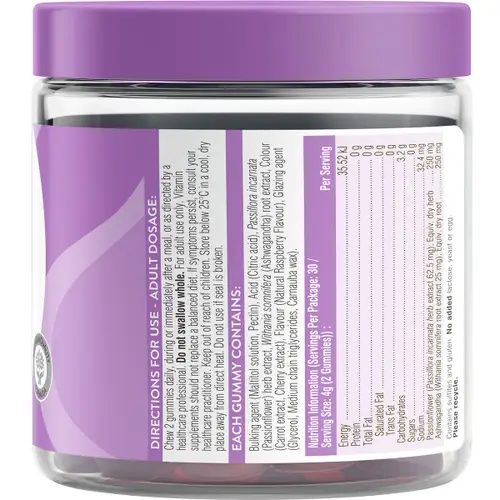 DIRECTIONS FOR USE - ADULT DOSAGE:
Chew 2 gummies daily, during or immediately after a meal, or as directed by a
healthcare professional. Do not swallow whole. For adult use only. Vitamin
supplements should not replace a balanced diet. If symptoms persist, consult your
healthcare practitioner. Keep out of reach of children. Store below 25°C in a cool, dry
place away from direct heat. Do not use if seal is broken.
EACH GUMMY CONTAINS:
Bulking agent (Maltitol solution, Pectin), Acid (Citric acid), Passiflora incarnata
(Passionflower) herb extract, Withania somnifera (Ashwagandha) root extract, Colour
(Carrot extract, Cherry extract), Flavour (Natural Raspberry Flavour), Glazing agent
(Glycerol, Medium chain triglycerides, Carnauba wax).
Nutrition Information (Servings Per Package: 30 /
Serving Size: 4g (2 Gummies)) : Per Serving
Energy 35.52 kJ
Protein 0 g
Total Fat 0 g
Saturated Fat 0 g
Trans Fat 0 g
Carbohydrates 3.2 g
Sugars 0 g
Sodium 32.4 mg
Passionflower (Passiflora incarnata herb extract 62.5 mg); Equiv. dry herb 250 mg
Ashwagandha (Withania somnifera root extract 25 mg); Equiv. dry root 250 mg
Contains sulfites and gluten. No added lactose, yeast or egg.
Please recycle.